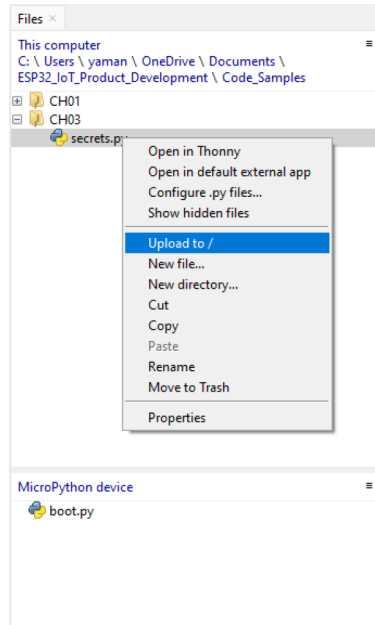 Files ×
This computer
C: \ Users \ yaman \ OneDrive \ Documents \
ESP32_IoT_Product_Development \ Code_Samples
CH01
CH03
secrets.py
Open in Thonny
Open in default external app
Configure .py files...
Show hidden files
Upload to /
New file...
New directory...
Cut
Copy
Paste
Rename
Move to Trash
Properties
MicroPython device
boot.py